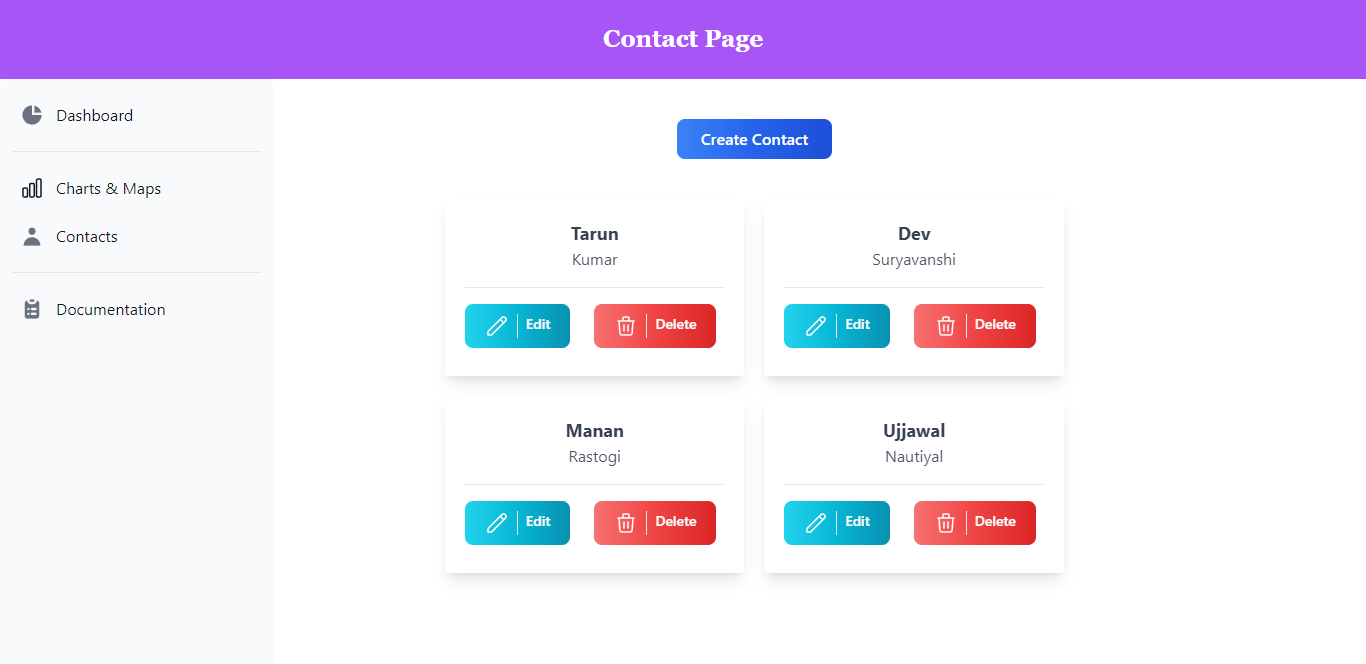 Contact Page
Dashboard
Charts & Maps
Contacts
Documentation
Create Contact
Tarun
Kumar
Edit
Delete
Dev
Suryavanshi
Edit
Delete
Manan
Rastogi
Edit
Delete
Ujjawal
Nautiyal
Edit
Delete